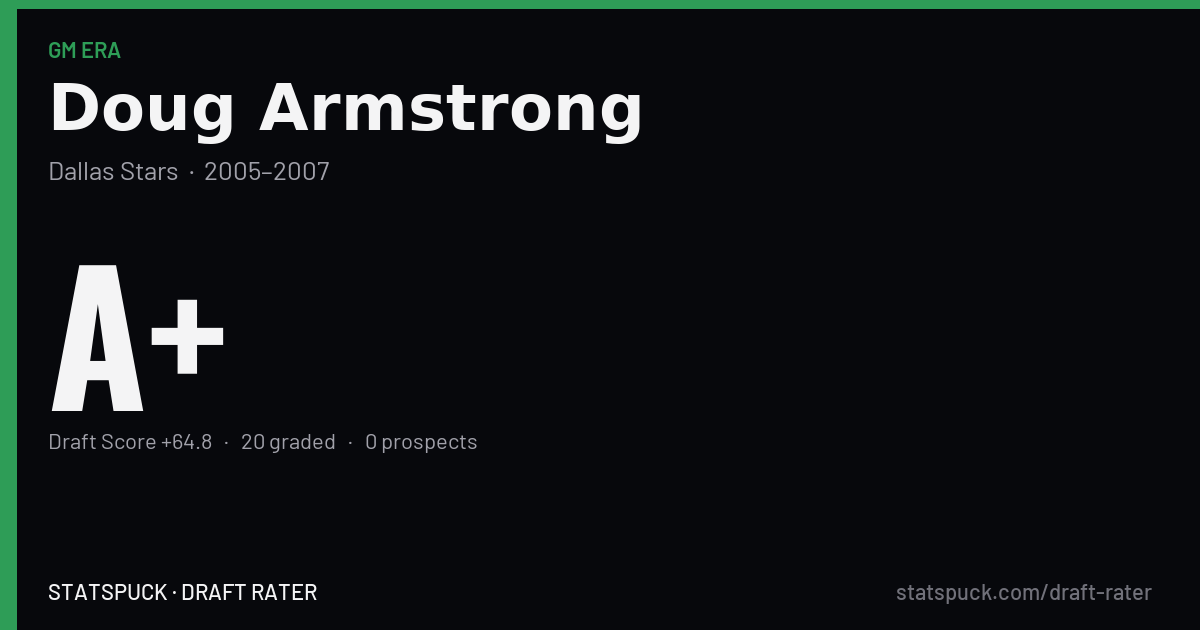 GM ERA
Doug Armstrong
Dallas Stars · 2005–2007
A+
Draft Score +64.8 · 20 graded · 0 prospects
STATSPUCK · DRAFT RATER
statspuck.com/draft-rater